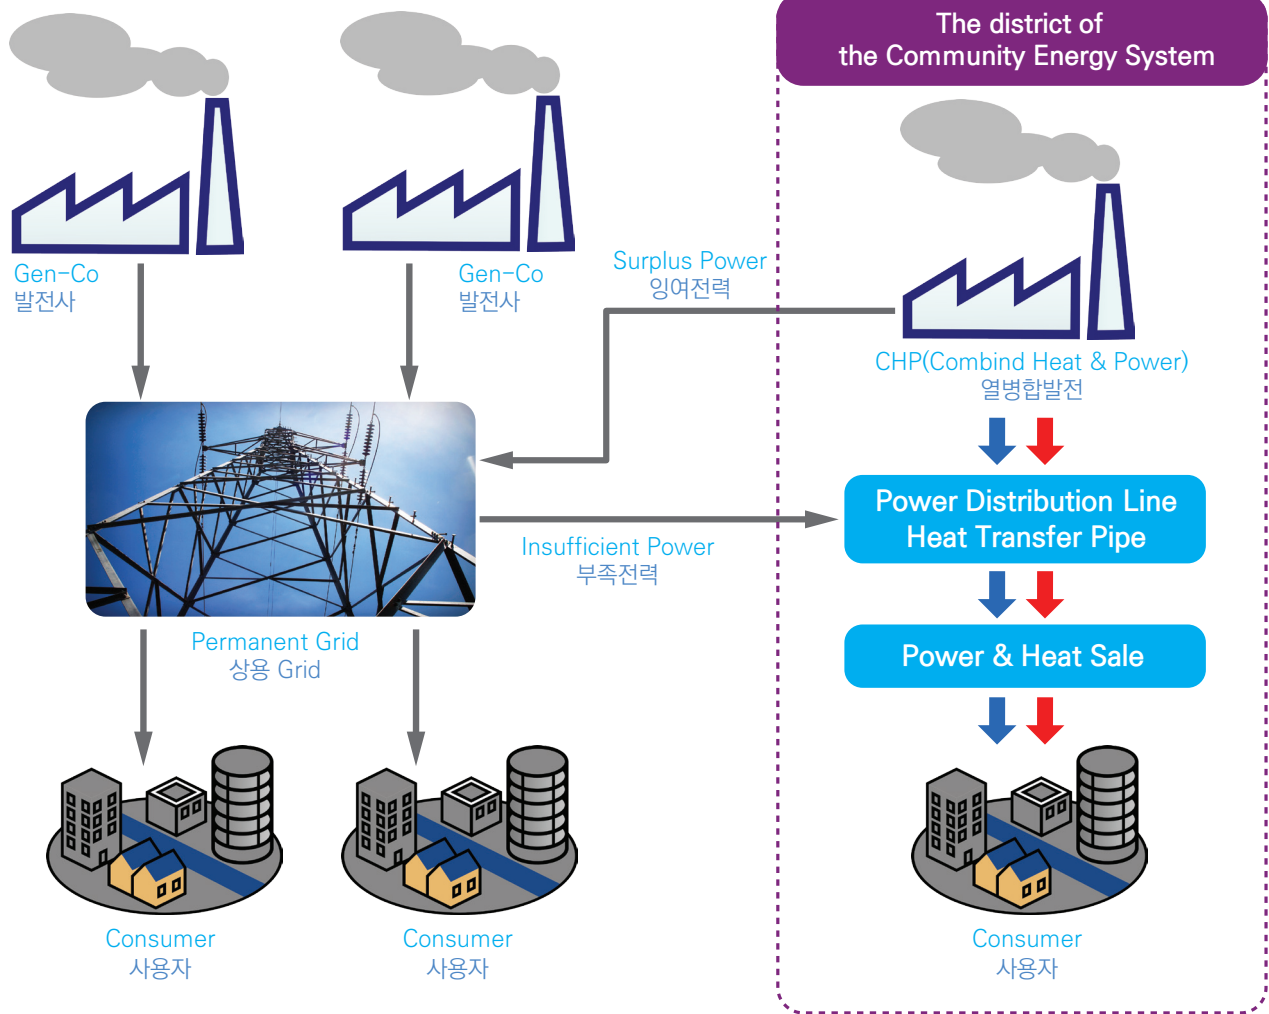 The district of
the Community Energy System
Gen-Co
발전사
Gen-Co
발전사
Surplus Power
잉여전력
CHP(Combind Heat & Power)
열병합발전
Power Distribution Line
Heat Transfer Pipe
Insufficient Power
부족전력
Permanent Grid
상용 Grid
Power & Heat Sale
Consumer
사용자
Consumer
사용자
Consumer
사용자